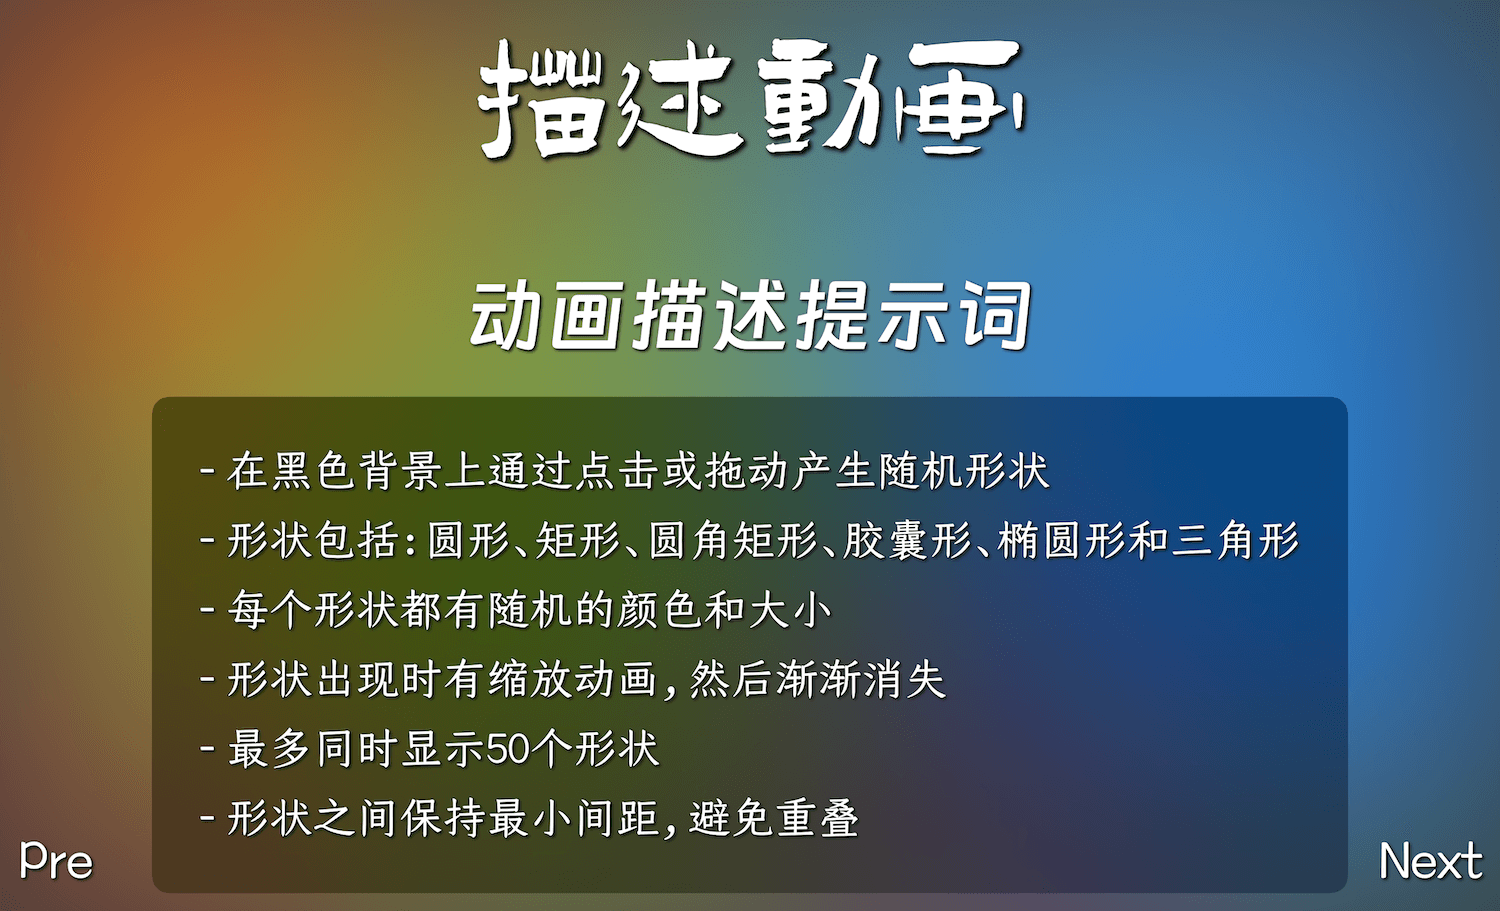 描述動画
动画描述提示词
- 在黑色背景上通过点击或拖动产生随机形状
- 形状包括:圆形、矩形、圆角矩形、胶囊形、椭圆形和三角形
- 每个形状都有随机的颜色和大小
- 形状出现时有缩放动画,然后渐渐消失
- 最多同时显示50个形状
- 形状之间保持最小间距,避免重叠
Pre
Next